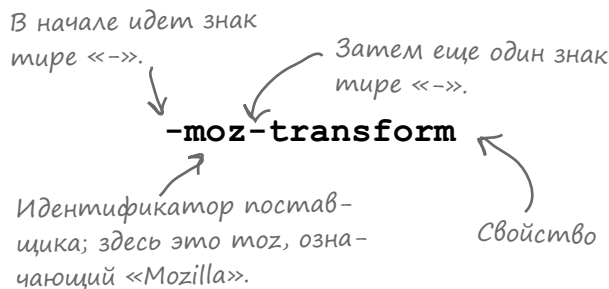 В начале идет знак
тире «-».
Затем еще один знак
тире «-».
-moz-transform
Идентификатор постав-
щика; здесь это moz, озна-
чающий «Mozilla».
Свойство